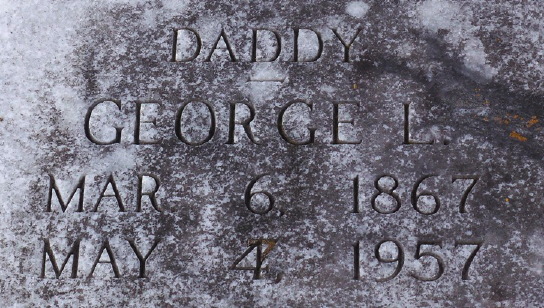 DADDY
GEORGE L.
MAR 6, 1867
MAY 4, 1957